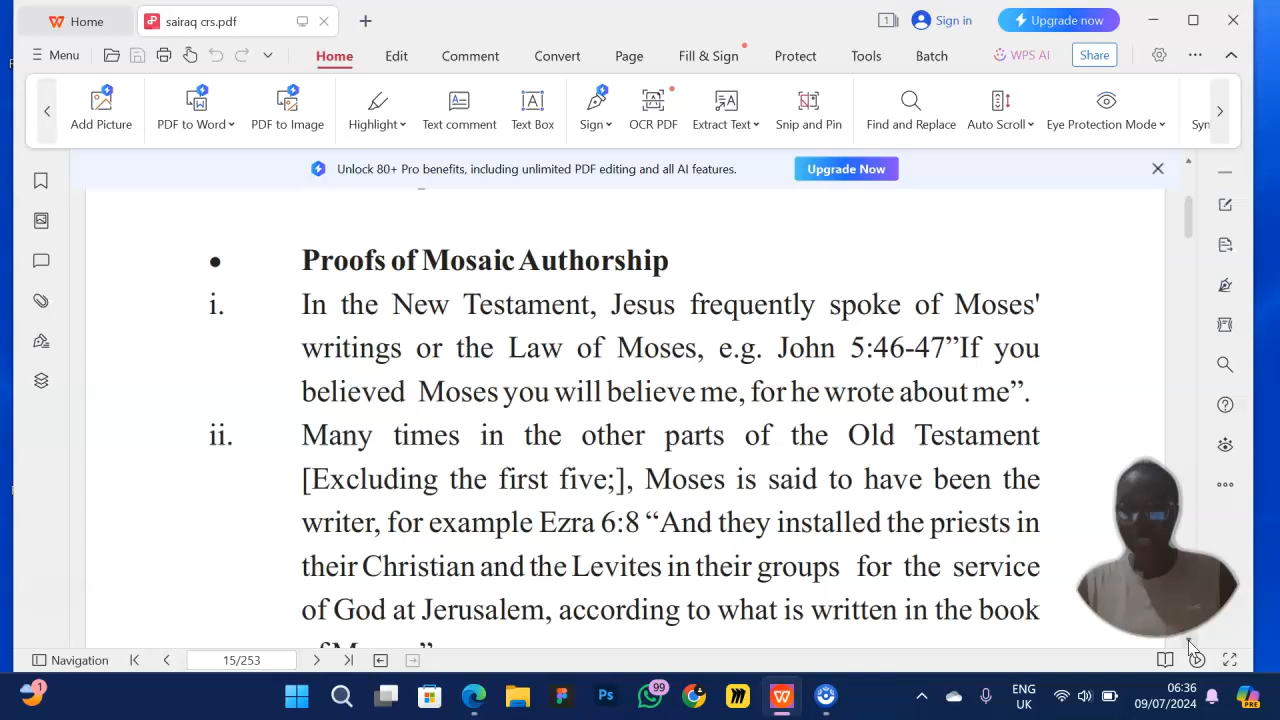 Home
sairaq crs.pdf
1
Sign in
Upgrade now
Menu
Home Edit Comment Convert Page Fill & Sign Protect Tools Batch
WPS AI
Share
Add Picture
PDF to Word
PDF to Image
Highlight
Text comment
Text Box
Sign
OCR PDF
Extract Text
Snip and Pin
Find and Replace
Auto Scroll
Eye Protection Mode
Unlock 80+ Pro benefits, including unlimited PDF editing and all AI features.
Upgrade Now
• Proofs of Mosaic Authorship
i. In the New Testament, Jesus frequently spoke of Moses'
writings or the Law of Moses, e.g. John 5:46-47”If you
believed Moses you will believe me, for he wrote about me”.
ii. Many times in the other parts of the Old Testament
[Excluding the first five;], Moses is said to have been the
writer, for example Ezra 6:8 “And they installed the priests in
their Christian and the Levites in their groups for the service
of God at Jerusalem, according to what is written in the book
Navigation
15/253
1
99
ENG
UK
06:36
09/07/2024
PRE